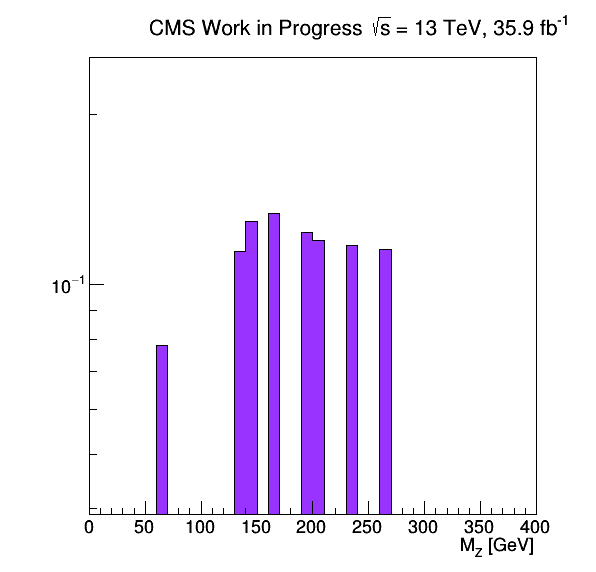 CMS Work in Progress √s = 13 TeV, 35.9 fb⁻¹
10⁻¹
0 50 100 150 200 250 300 350 400
M_Z [GeV]